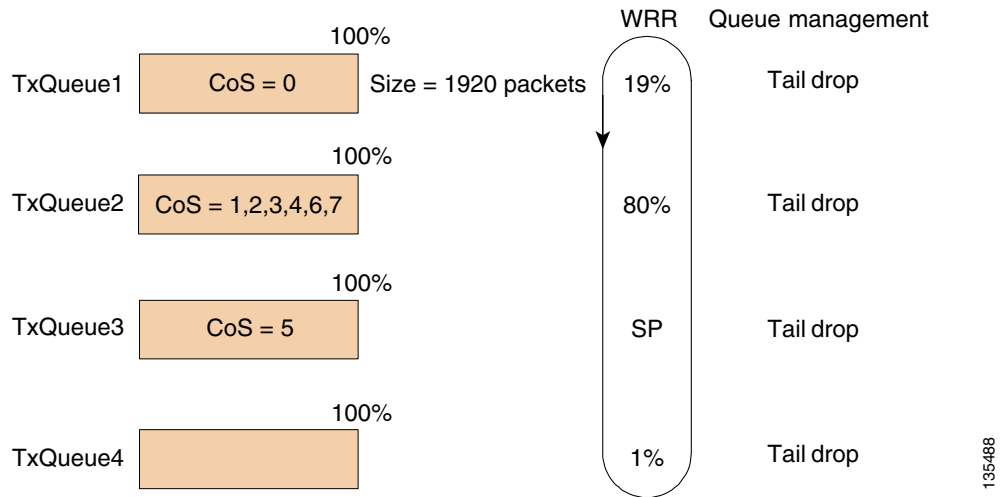 WRR Queue management
100%
TxQueue1 CoS = 0 Size = 1920 packets 19% Tail drop
100%
TxQueue2 CoS = 1,2,3,4,6,7 80% Tail drop
100%
TxQueue3 CoS = 5 SP Tail drop
100%
TxQueue4 1% Tail drop
135488